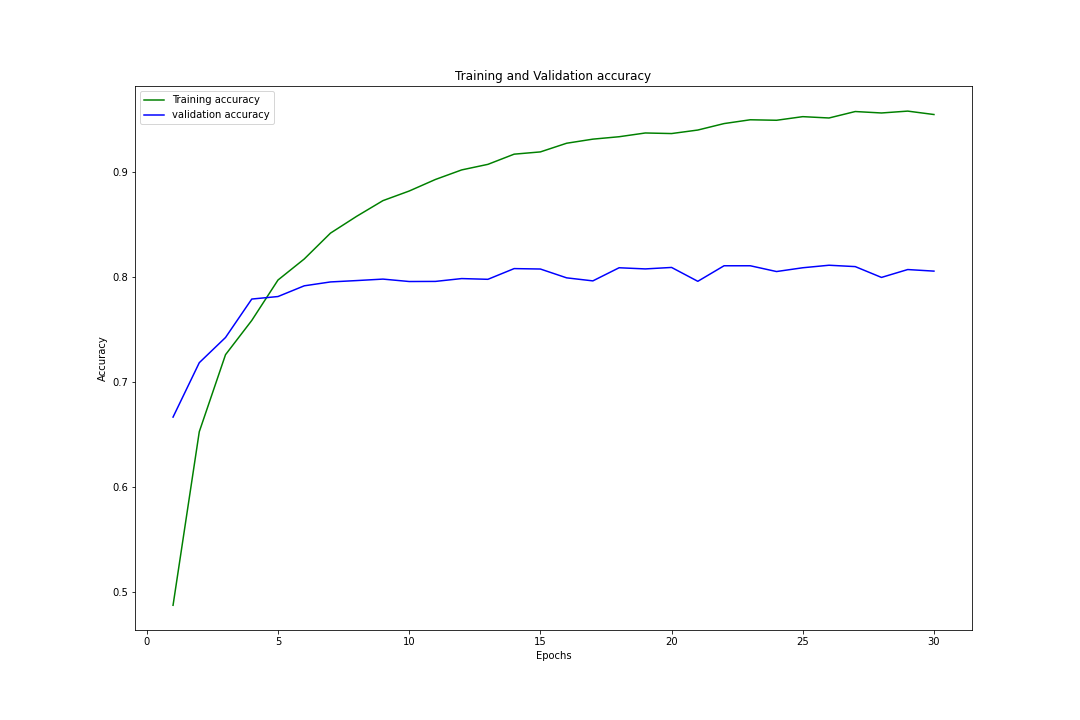 Training and Validation accuracy
Training accuracy
validation accuracy
0.9
0.8
0.7
0.6
0.5
Accuracy
0 5 10 15 20 25 30
Epochs